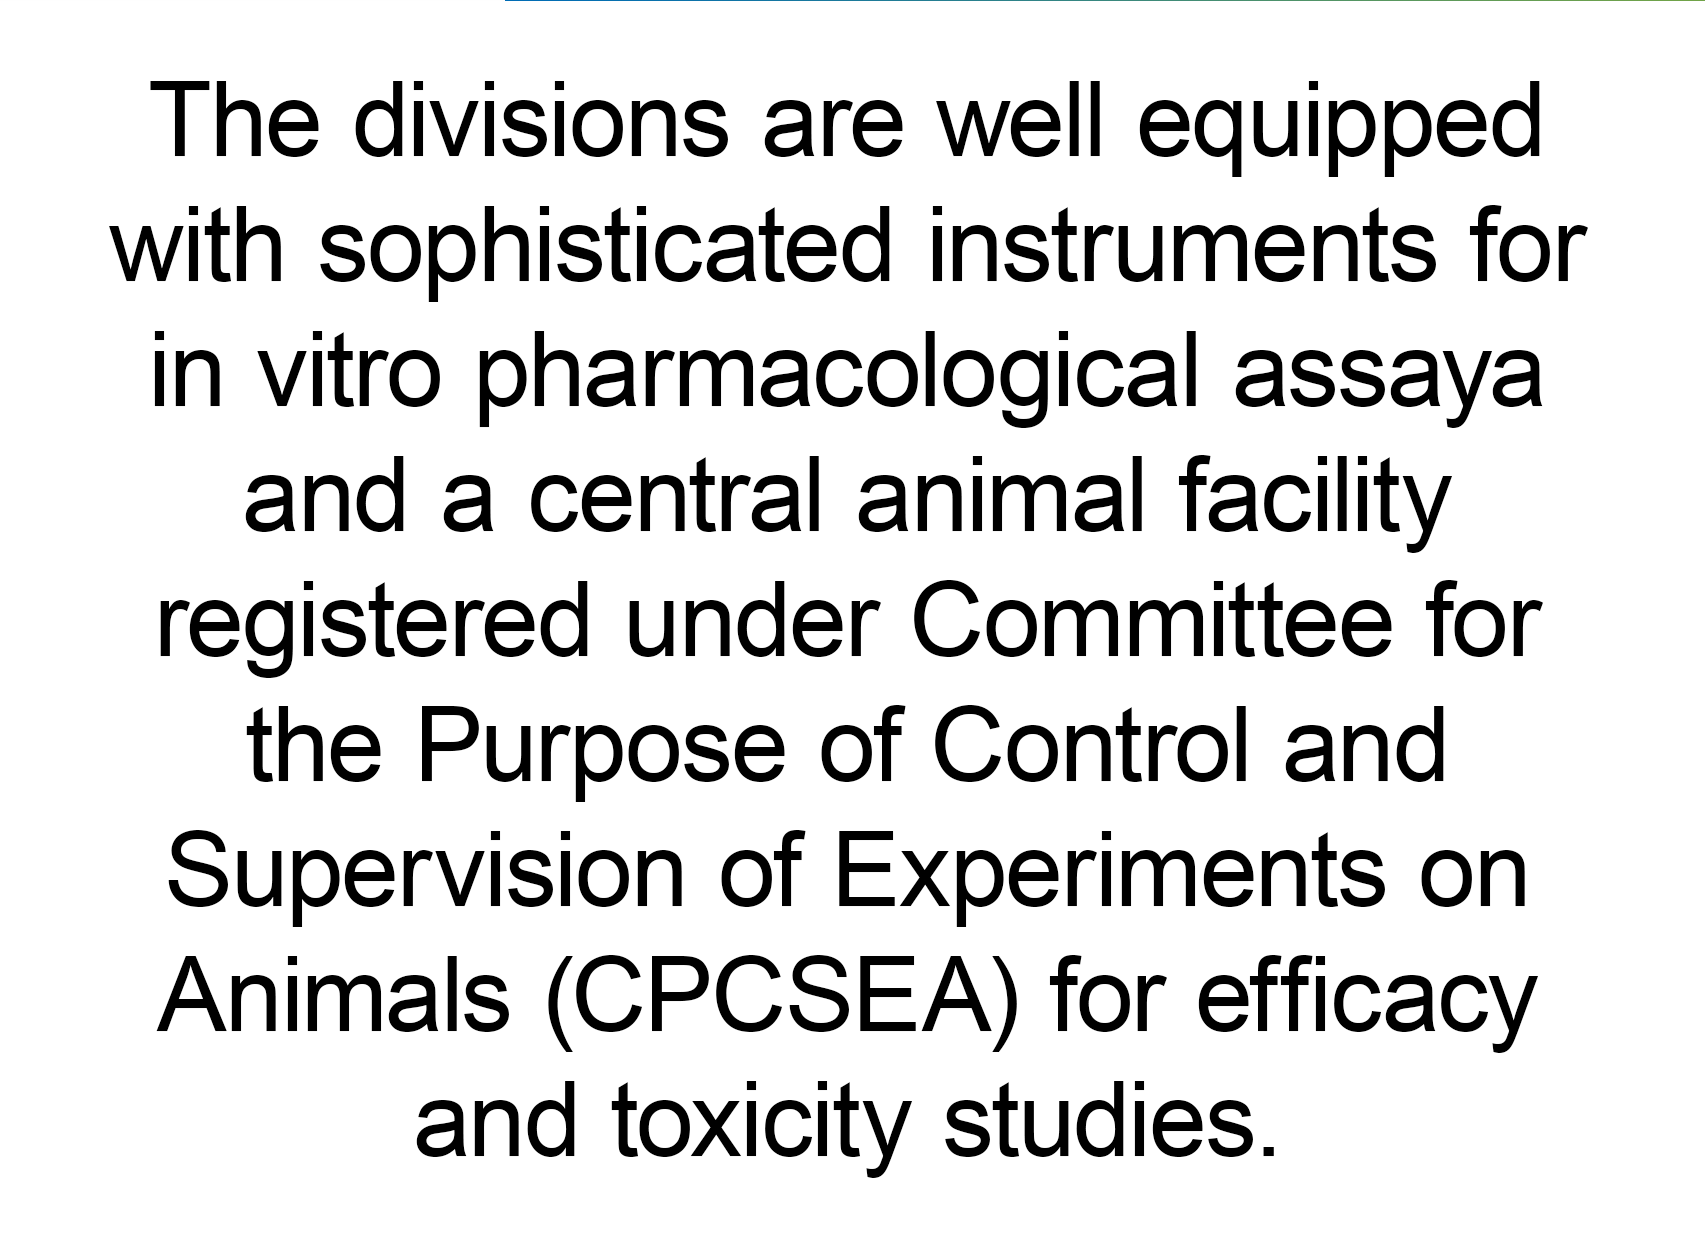 The divisions are well equipped
with sophisticated instruments for
in vitro pharmacological assaya
and a central animal facility
registered under Committee for
the Purpose of Control and
Supervision of Experiments on
Animals (CPCSEA) for efficacy
and toxicity studies.